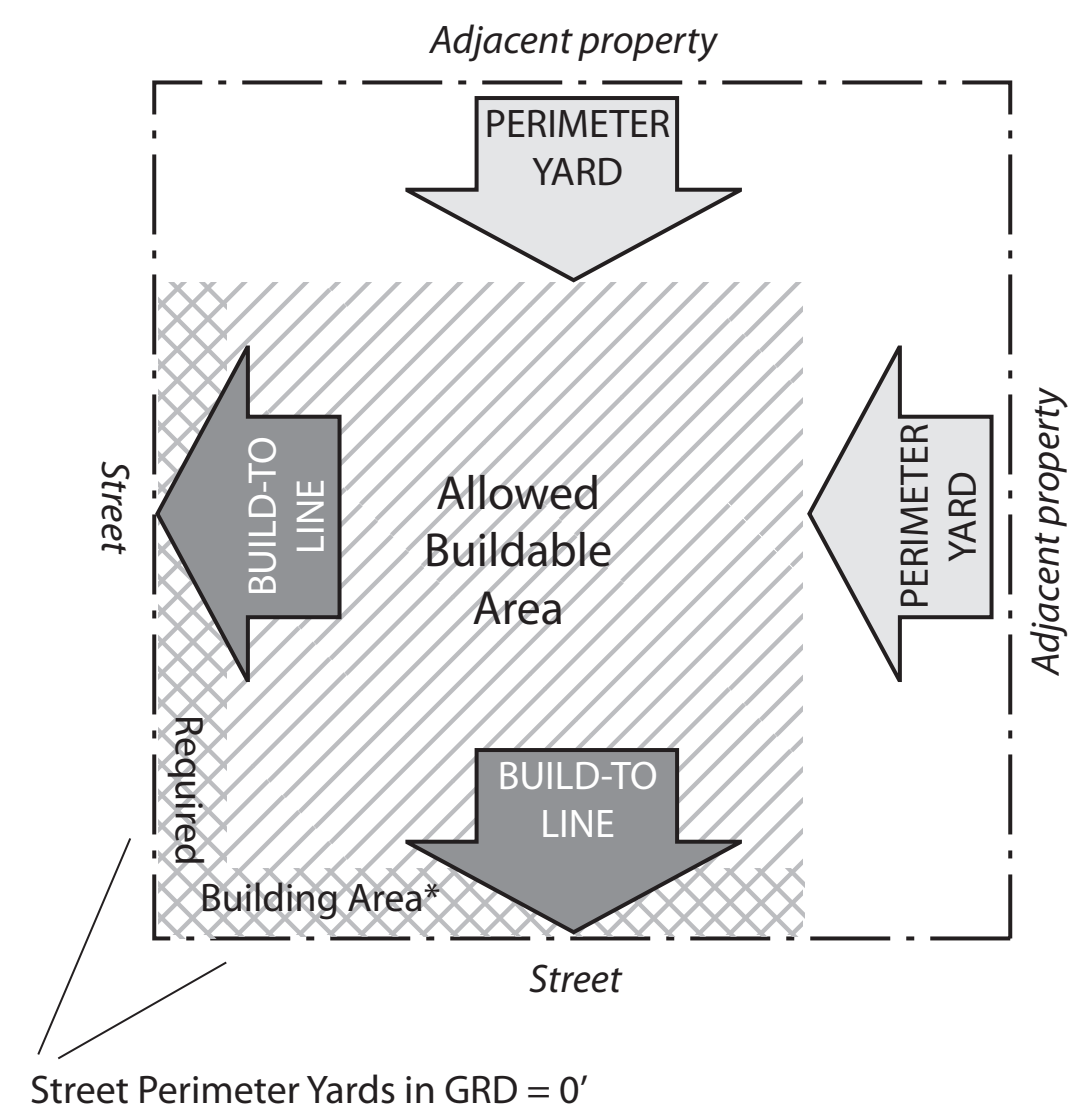 Adjacent property
PERIMETER
YARD
Street
BUILD-TO
LINE
Allowed
Buildable
Area
PERIMETER
YARD
Adjacent property
Required
BUILD-TO
LINE
Building Area*
Street
Street Perimeter Yards in GRD = 0’